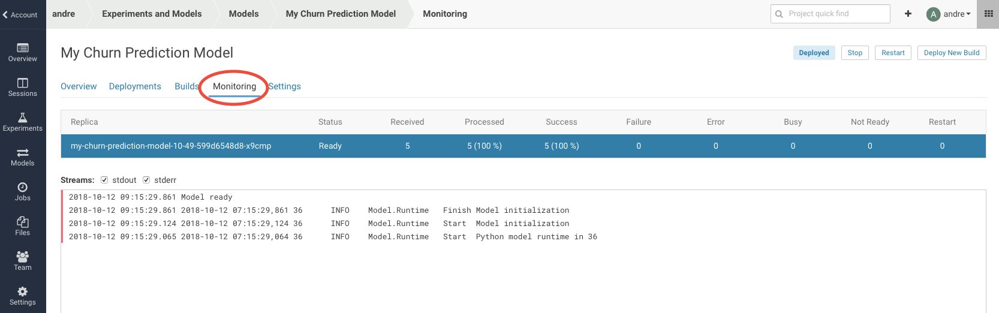 Account
andre
Experiments and Models
Models
My Churn Prediction Model
Monitoring
Project quick find
A
andre
Overview
Sessions
Experiments
Models
Jobs
Files
Team
Settings
My Churn Prediction Model
Deployed
Stop
Restart
Deploy New Build
Overview Deployments Builds Monitoring Settings
Replica Status Received Processed Success Failure Error Busy Not Ready Restart
my-churn-prediction-model-10-49-599d6548d8-x9cmp Ready 5 5 (100 %) 5 (100 %) 0 0 0 0 0
Streams: stdout stderr
2018-10-12 09:15:29.861 Model ready
2018-10-12 09:15:29.861 2018-10-12 07:15:29,861 36 INFO Model.Runtime Finish Model initialization
2018-10-12 09:15:29.124 2018-10-12 07:15:29,124 36 INFO Model.Runtime Start Model initialization
2018-10-12 09:15:29.065 2018-10-12 07:15:29,064 36 INFO Model.Runtime Start Python model runtime in 36